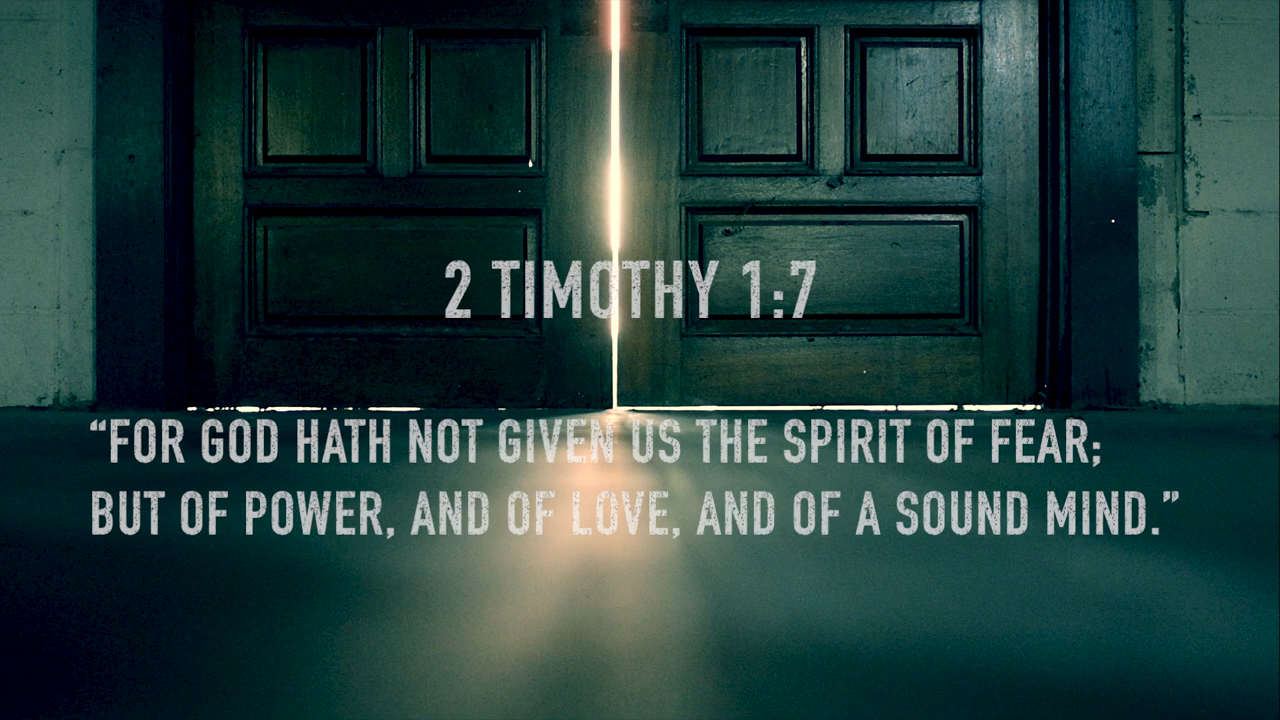 2 TIMOTHY 1:7
“FOR GOD HATH NOT GIVEN US THE SPIRIT OF FEAR;
BUT OF POWER, AND OF LOVE, AND OF A SOUND MIND.”